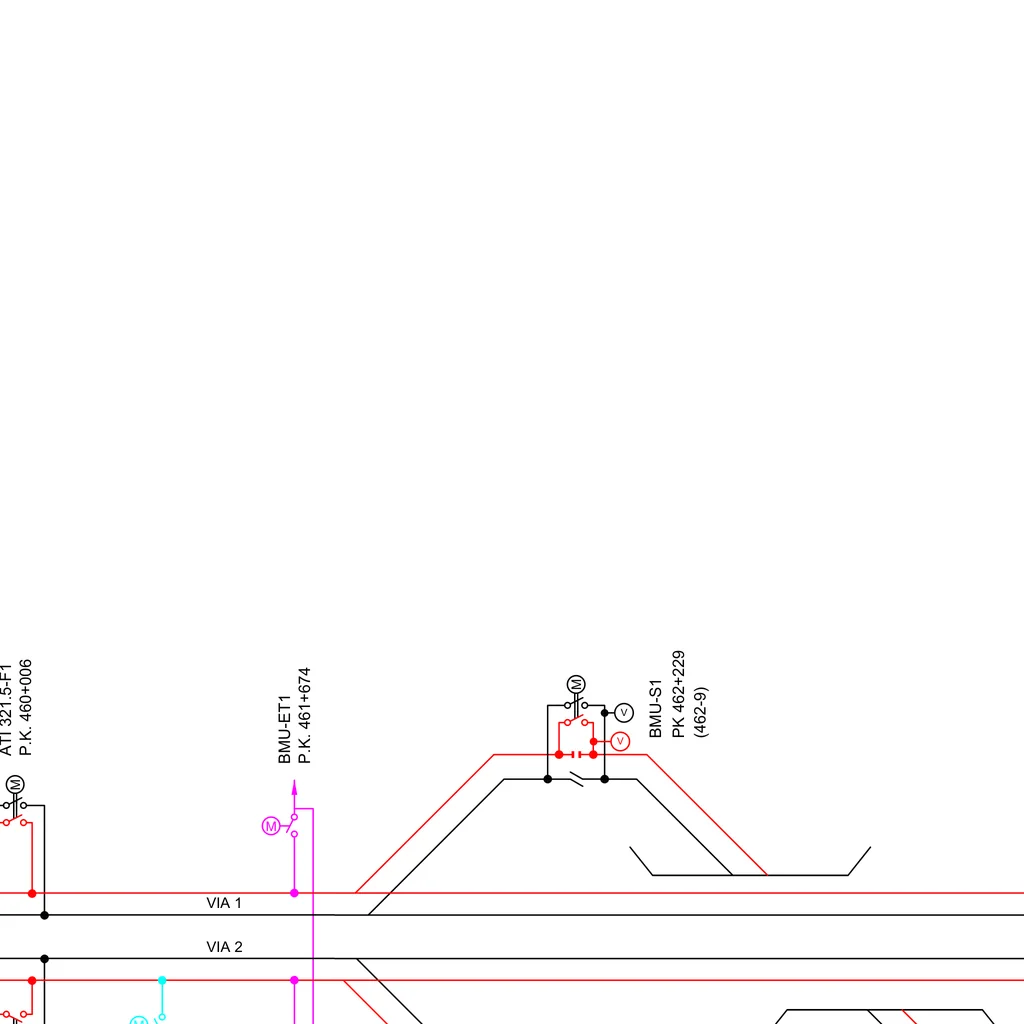 ATI 321.5-F1
P.K. 460+006
M
BMU-ET1
P.K. 461+674
M
M
V
V
BMU-S1
PK 462+229
(462-9)
VIA 1
VIA 2
M